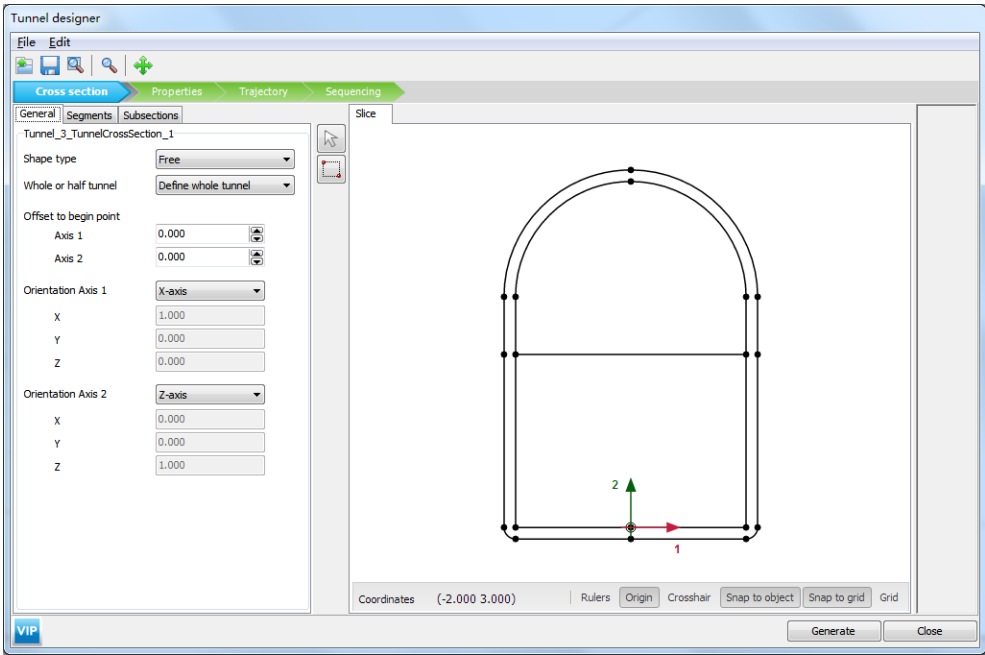 Tunnel designer
File Edit
Cross section Properties Trajectory Sequencing
General Segments Subsections
Slice
Tunnel_3_TunnelCrossSection_1
Shape type Free
Whole or half tunnel Define whole tunnel
Offset to begin point
Axis 1 0.000
Axis 2 0.000
Orientation Axis 1 X-axis
X 1.000
Y 0.000
Z 0.000
Orientation Axis 2 Z-axis
X 0.000
Y 0.000
Z 1.000
2
1
Coordinates (-2.000 3.000) Rulers Origin Crosshair Snap to object Snap to grid Grid
VIP
Generate Close